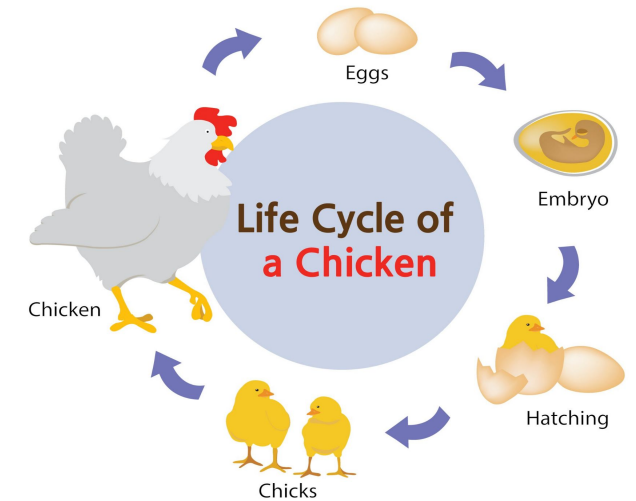 Eggs
Embryo
Life Cycle of
a Chicken
Chicken
Hatching
Chicks